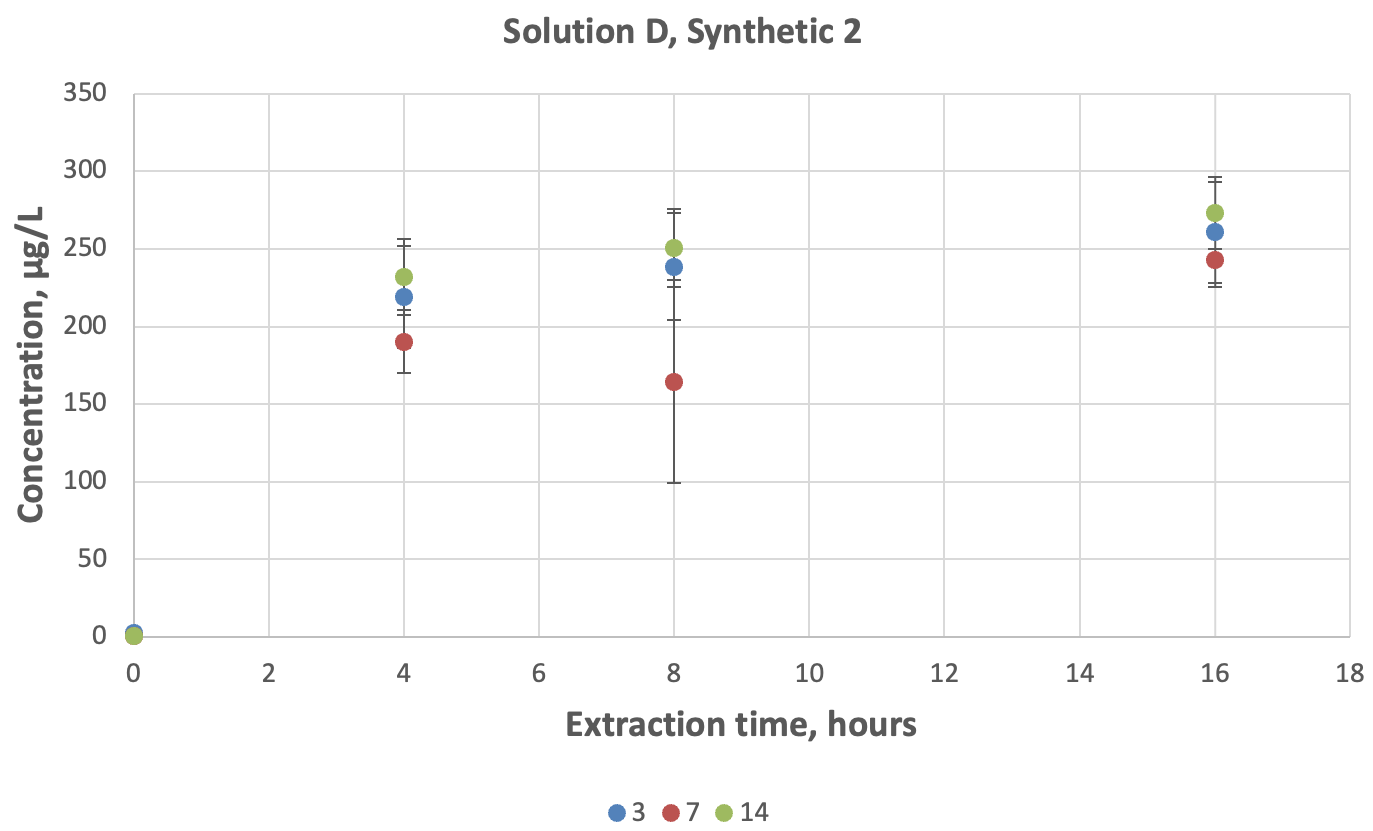 Solution D, Synthetic 2
350
300
250
200
150
100
50
0
Concentration, µg/L
0 2 4 6 8 10 12 14 16 18
Extraction time, hours
3 7 14